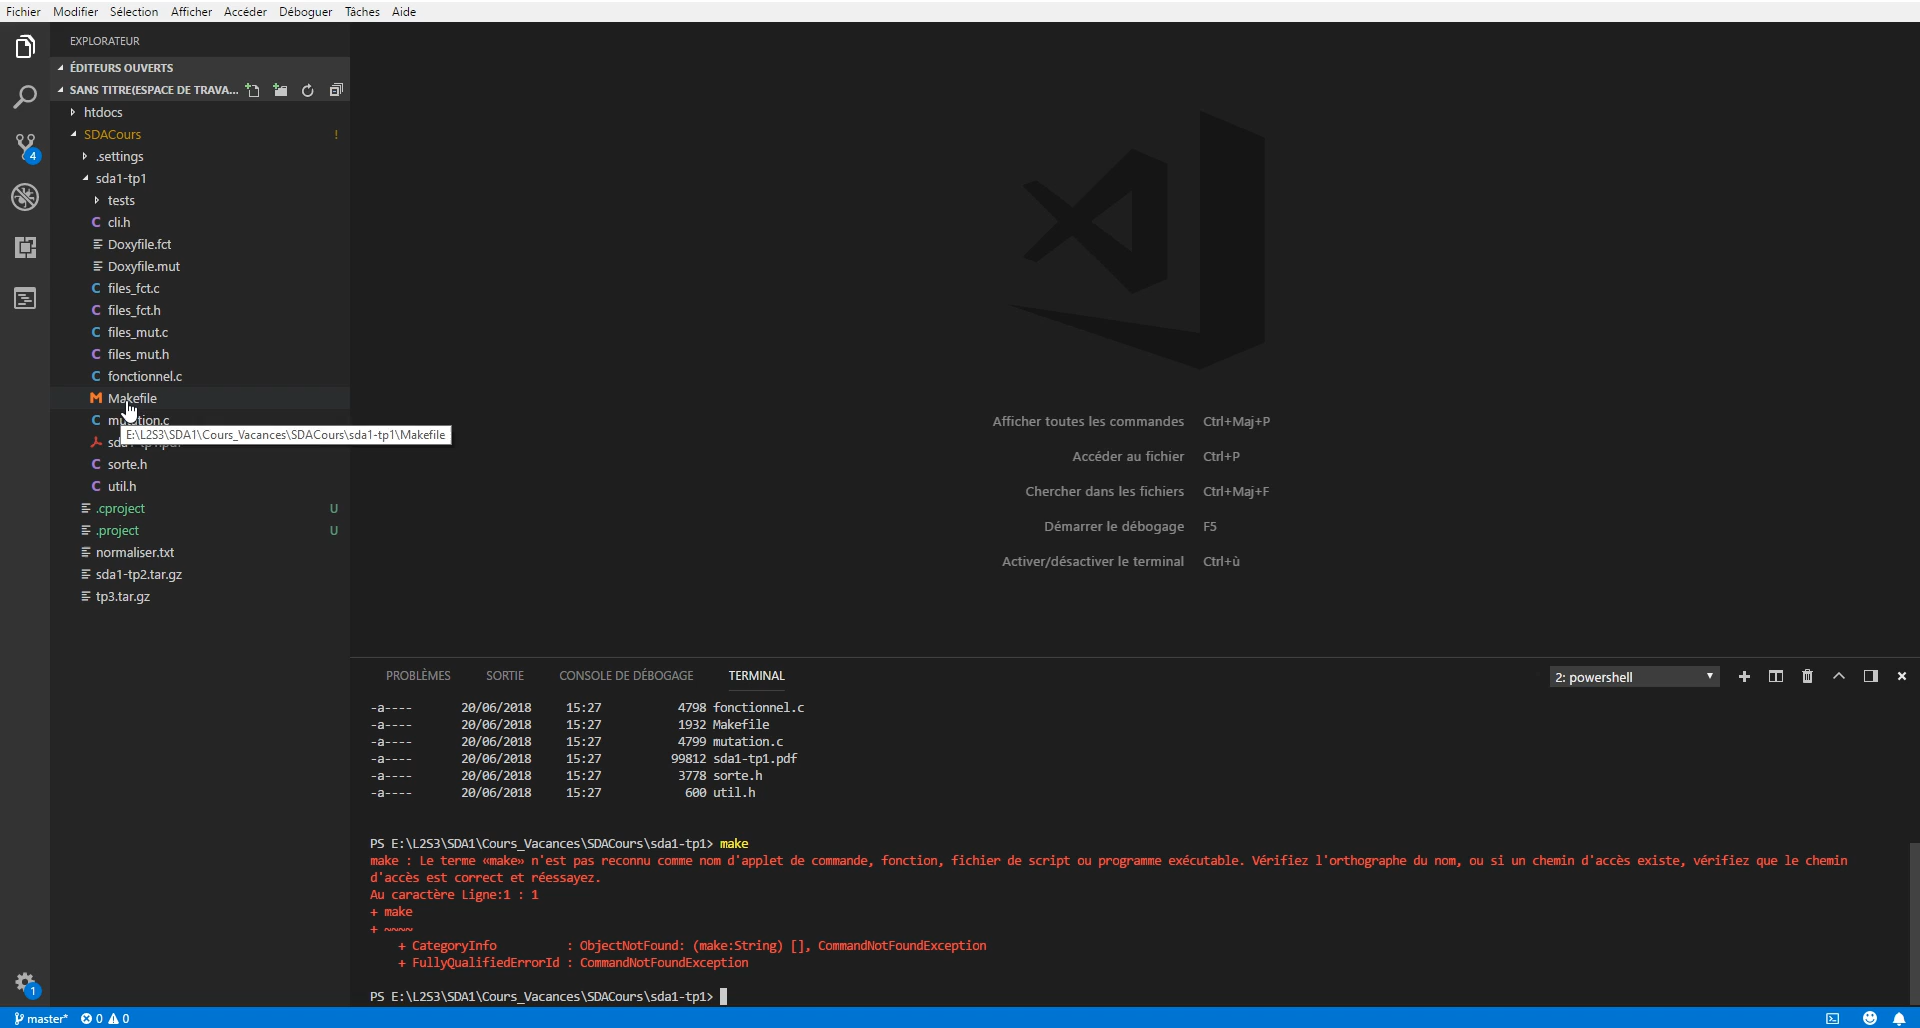 Fichier Modifier Sélection Afficher Accéder Déboguer Tâches Aide
EXPLORATEUR
ÉDITEURS OUVERTS
SANS TITRE(ESPACE DE TRAVA...
htdocs
SDACours !
.settings
sda1-tp1
tests
C cli.h
Doxyfile.fct
Doxyfile.mut
C files_fct.c
C files_fct.h
C files_mut.c
C files_mut.h
C fonctionnel.c
M Makefile
C mutation.c
E:\L2S3\SDA1\Cours_Vacances\SDACours\sda1-tp1\Makefile
C sorte.h
C util.h
.cproject U
.project U
normaliser.txt
sda1-tp2.tar.gz
tp3.tar.gz
4
1
Afficher toutes les commandes Ctrl+Maj+P
Accéder au fichier Ctrl+P
Chercher dans les fichiers Ctrl+Maj+F
Démarrer le débogage F5
Activer/désactiver le terminal Ctrl+ù
PROBLÈMES SORTIE CONSOLE DE DÉBOGAGE TERMINAL 2: powershell
-a---- 20/06/2018 15:27 4798 fonctionnel.c
-a---- 20/06/2018 15:27 1932 Makefile
-a---- 20/06/2018 15:27 4799 mutation.c
-a---- 20/06/2018 15:27 99812 sda1-tp1.pdf
-a---- 20/06/2018 15:27 3778 sorte.h
-a---- 20/06/2018 15:27 600 util.h
PS E:\L2S3\SDA1\Cours_Vacances\SDACours\sda1-tp1> make
make : Le terme «make» n'est pas reconnu comme nom d'applet de commande, fonction, fichier de script ou programme exécutable. Vérifiez l'orthographe du nom, ou si un chemin d'accès existe, vérifiez que le chemin
d'accès est correct et réessayez.
Au caractère Ligne:1 : 1
+ make
+ ~~~~
+ CategoryInfo : ObjectNotFound: (make:String) [], CommandNotFoundException
+ FullyQualifiedErrorId : CommandNotFoundException
PS E:\L2S3\SDA1\Cours_Vacances\SDACours\sda1-tp1>
master* 0 0